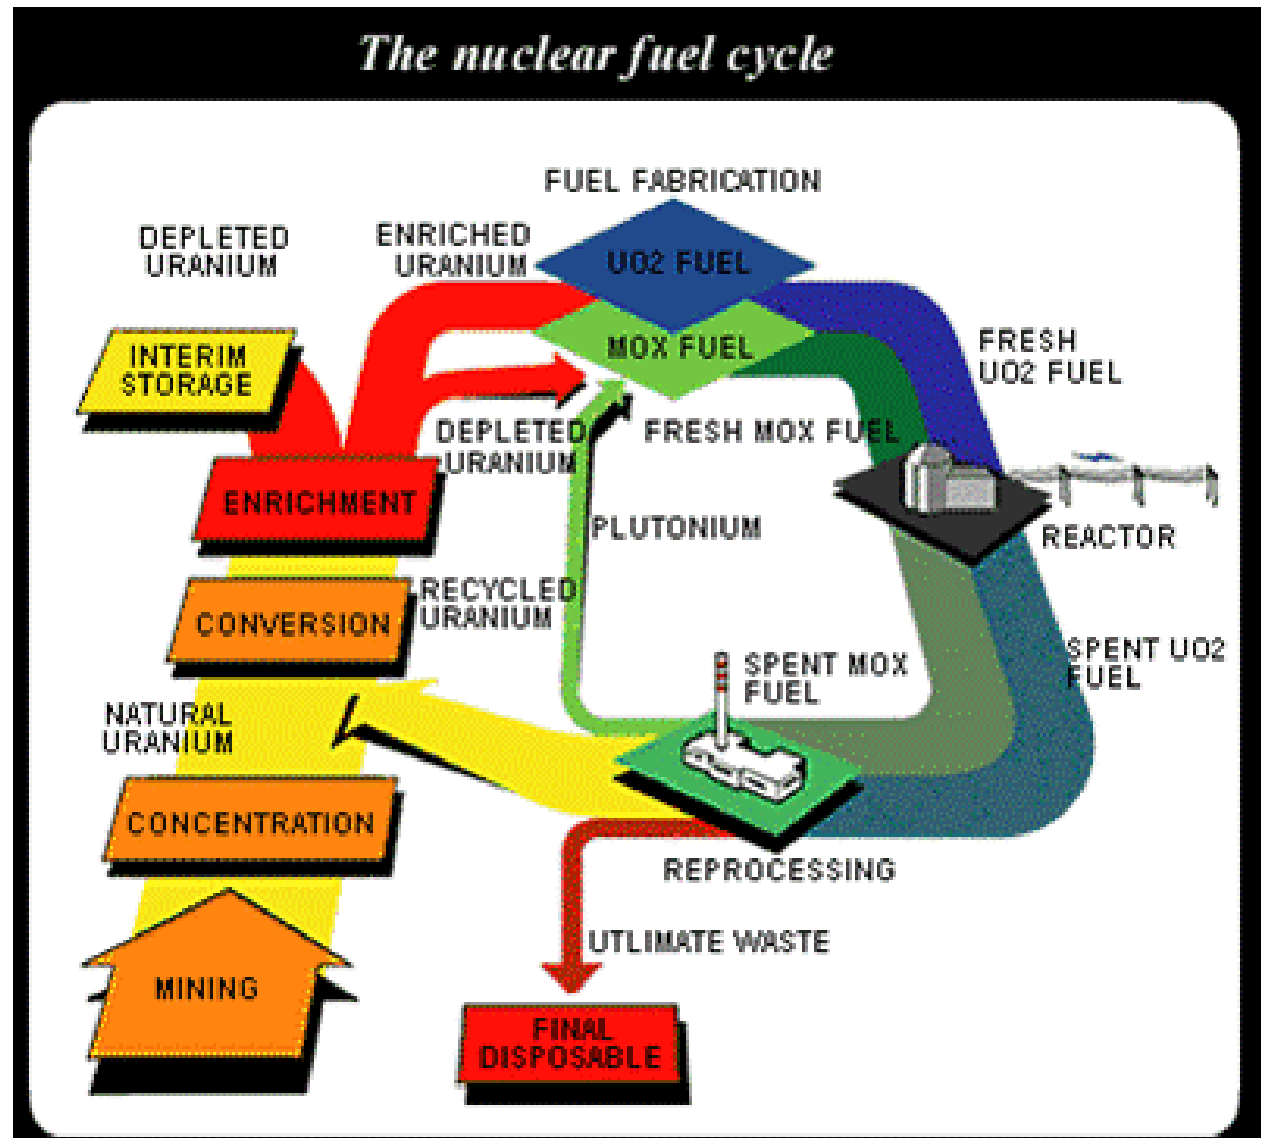 The nuclear fuel cycle
FUEL FABRICATION
DEPLETED
URANIUM
ENRICHED
URANIUM
UO2 FUEL
MOX FUEL
INTERIM
STORAGE
FRESH
UO2 FUEL
DEPLETED
URANIUM
FRESH MOX FUEL
ENRICHMENT
PLUTONIUM
REACTOR
CONVERSION
RECYCLED
URANIUM
SPENT MOX
FUEL
SPENT UO2
FUEL
NATURAL
URANIUM
CONCENTRATION
REPROCESSING
UTLIMATE WASTE
MINING
FINAL
DISPOSABLE